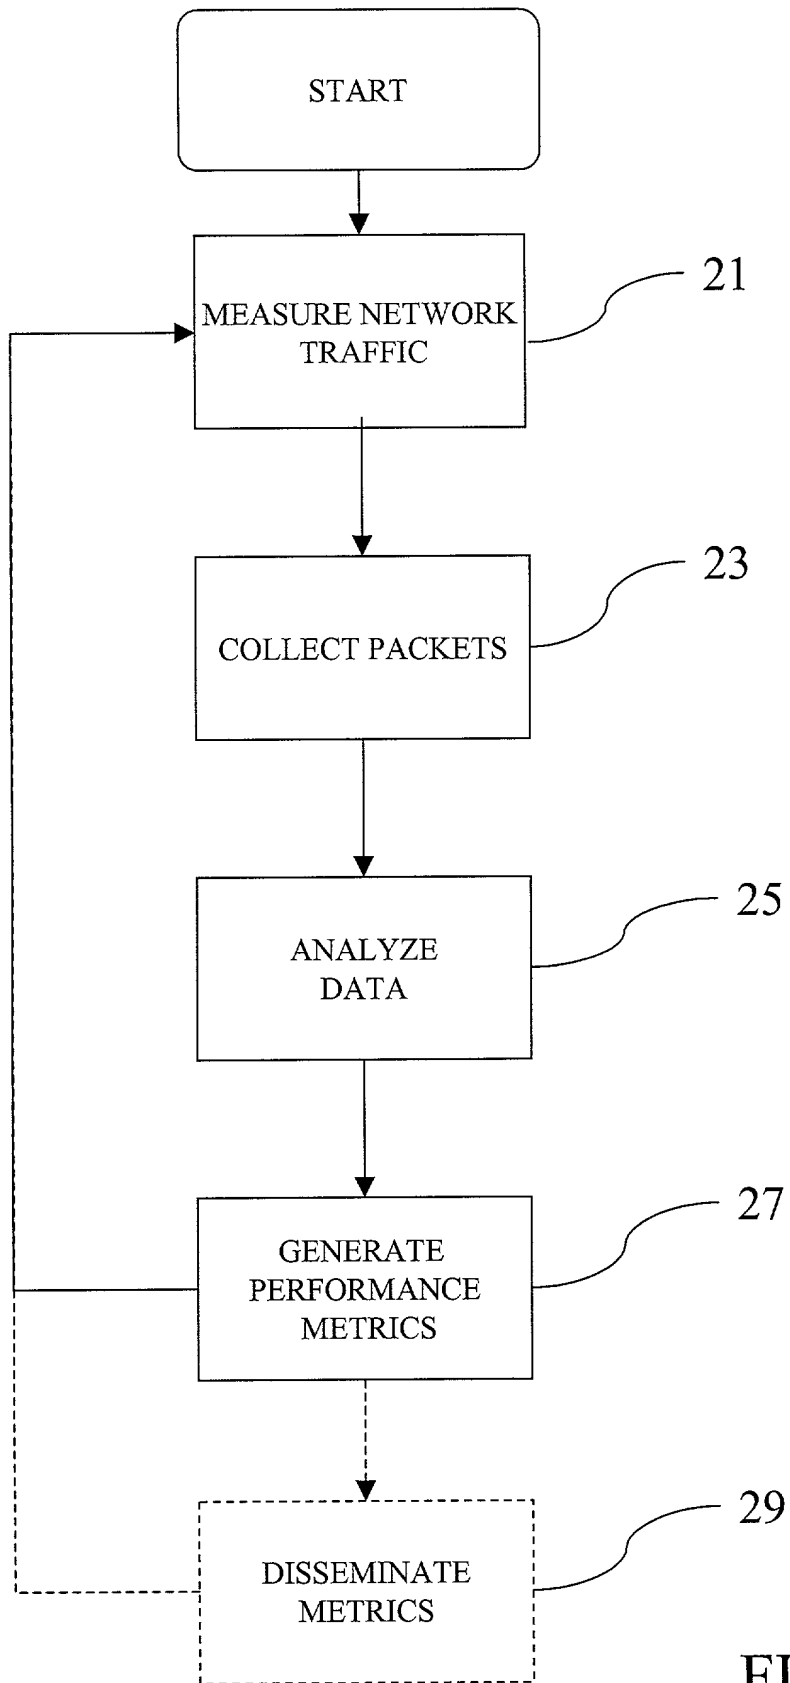 START
MEASURE NETWORK
TRAFFIC
21
COLLECT PACKETS
23
ANALYZE
DATA
25
GENERATE
PERFORMANCE
METRICS
27
DISSEMINATE
METRICS
29